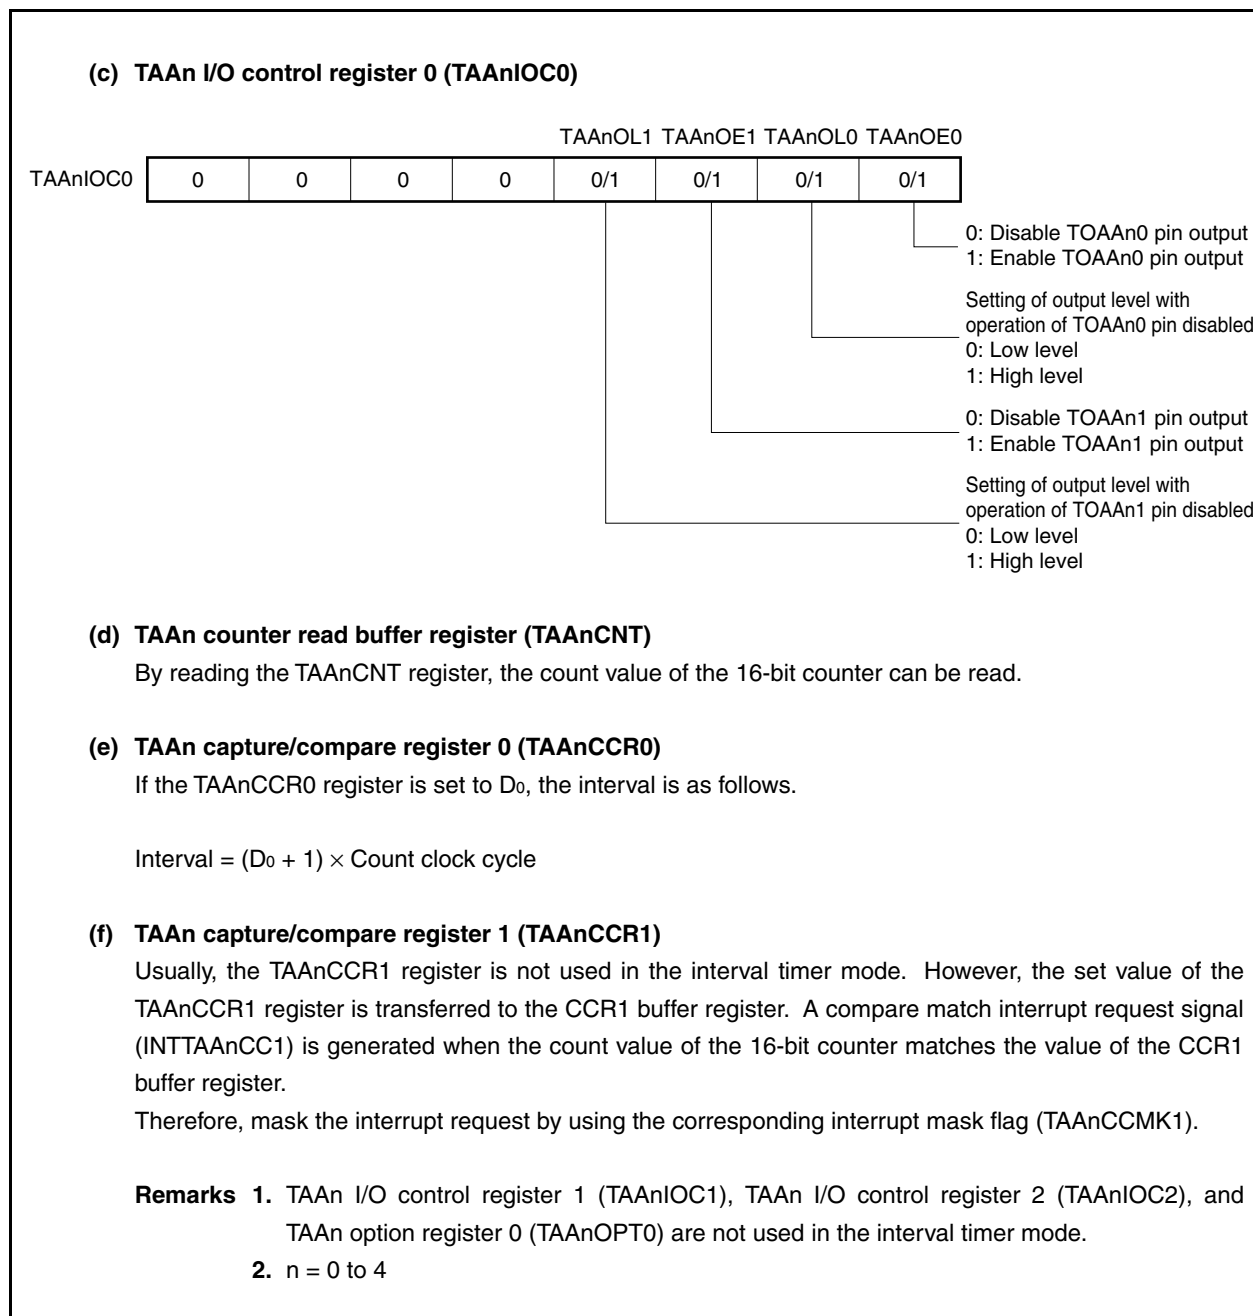 (c) TAAn I/O control register 0 (TAAnIOC0)
TAAnOL1 TAAnOE1 TAAnOL0 TAAnOE0
TAAnIOC0 0 0 0 0 0/1 0/1 0/1 0/1
0: Disable TOAAn0 pin output
1: Enable TOAAn0 pin output
Setting of output level with
operation of TOAAn0 pin disabled
0: Low level
1: High level
0: Disable TOAAn1 pin output
1: Enable TOAAn1 pin output
Setting of output level with
operation of TOAAn1 pin disabled
0: Low level
1: High level
(d) TAAn counter read buffer register (TAAnCNT)
By reading the TAAnCNT register, the count value of the 16-bit counter can be read.
(e) TAAn capture/compare register 0 (TAAnCCR0)
If the TAAnCCR0 register is set to D0, the interval is as follows.
Interval = (D0 + 1) × Count clock cycle
(f) TAAn capture/compare register 1 (TAAnCCR1)
Usually, the TAAnCCR1 register is not used in the interval timer mode. However, the set value of the
TAAnCCR1 register is transferred to the CCR1 buffer register. A compare match interrupt request signal
(INTTAAnCC1) is generated when the count value of the 16-bit counter matches the value of the CCR1
buffer register.
Therefore, mask the interrupt request by using the corresponding interrupt mask flag (TAAnCCMK1).
Remarks 1. TAAn I/O control register 1 (TAAnIOC1), TAAn I/O control register 2 (TAAnIOC2), and
TAAn option register 0 (TAAnOPT0) are not used in the interval timer mode.
2. n = 0 to 4